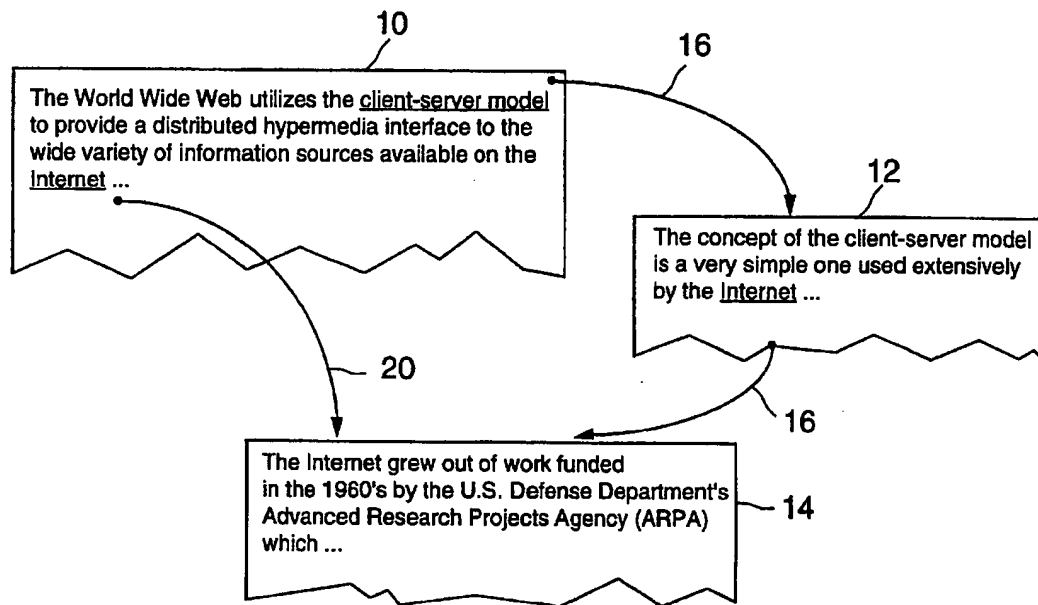 10
16
The World Wide Web utilizes the client-server model
to provide a distributed hypermedia interface to the
wide variety of information sources available on the
Internet ...
12
The concept of the client-server model
is a very simple one used extensively
by the Internet ...
20
16
The Internet grew out of work funded
in the 1960's by the U.S. Defense Department's
Advanced Research Projects Agency (ARPA)
which ...
14